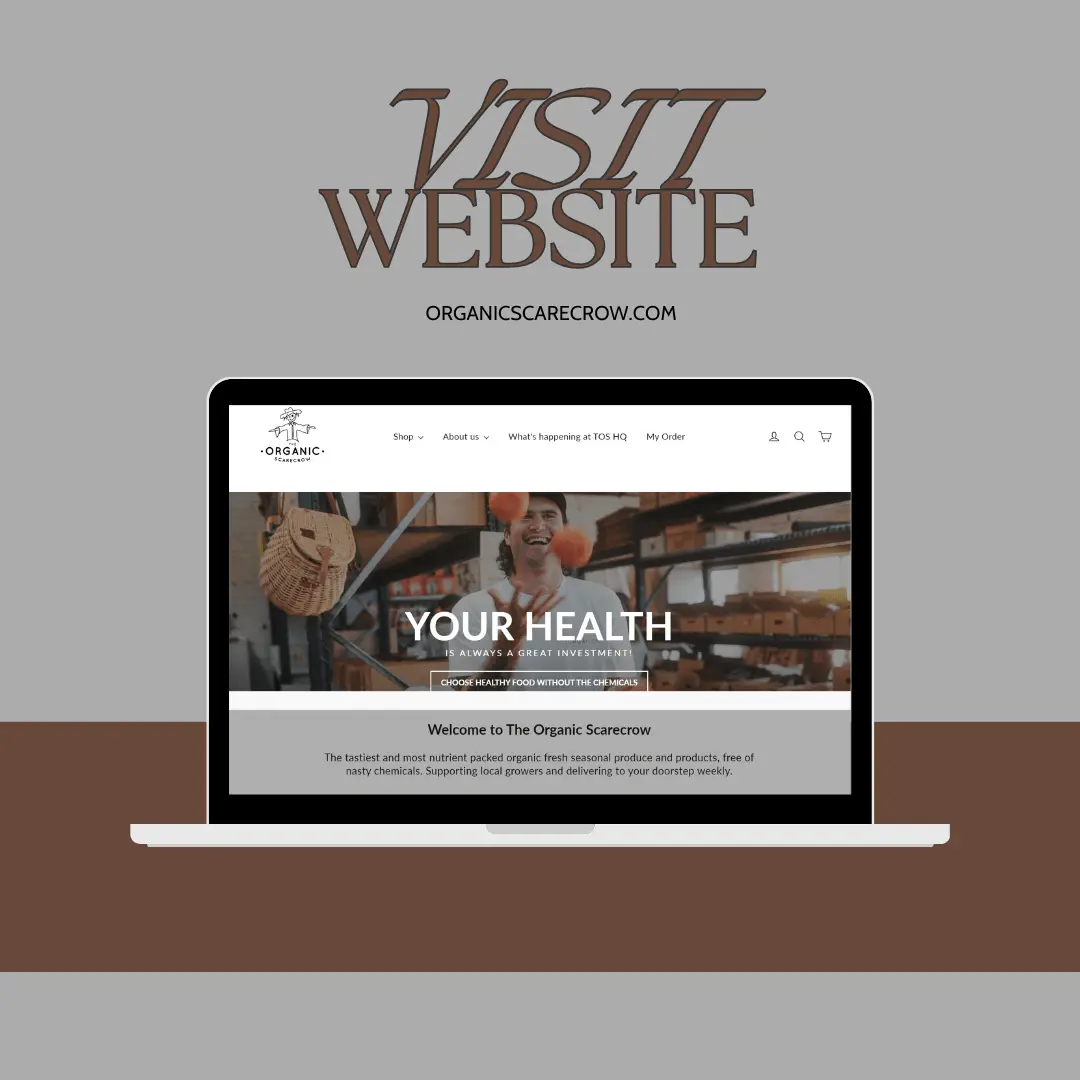 VISIT
WEBSITE
ORGANICSCARECROW.COM
THE
·ORGANIC·
SCARECROW
Shop
About us
What's happening at TOS HQ
My Order
YOUR HEALTH
IS ALWAYS A GREAT INVESTMENT!
CHOOSE HEALTHY FOOD WITHOUT THE CHEMICALS
Welcome to The Organic Scarecrow
The tastiest and most nutrient packed organic fresh seasonal produce and products, free of
nasty chemicals. Supporting local growers and delivering to your doorstep weekly.